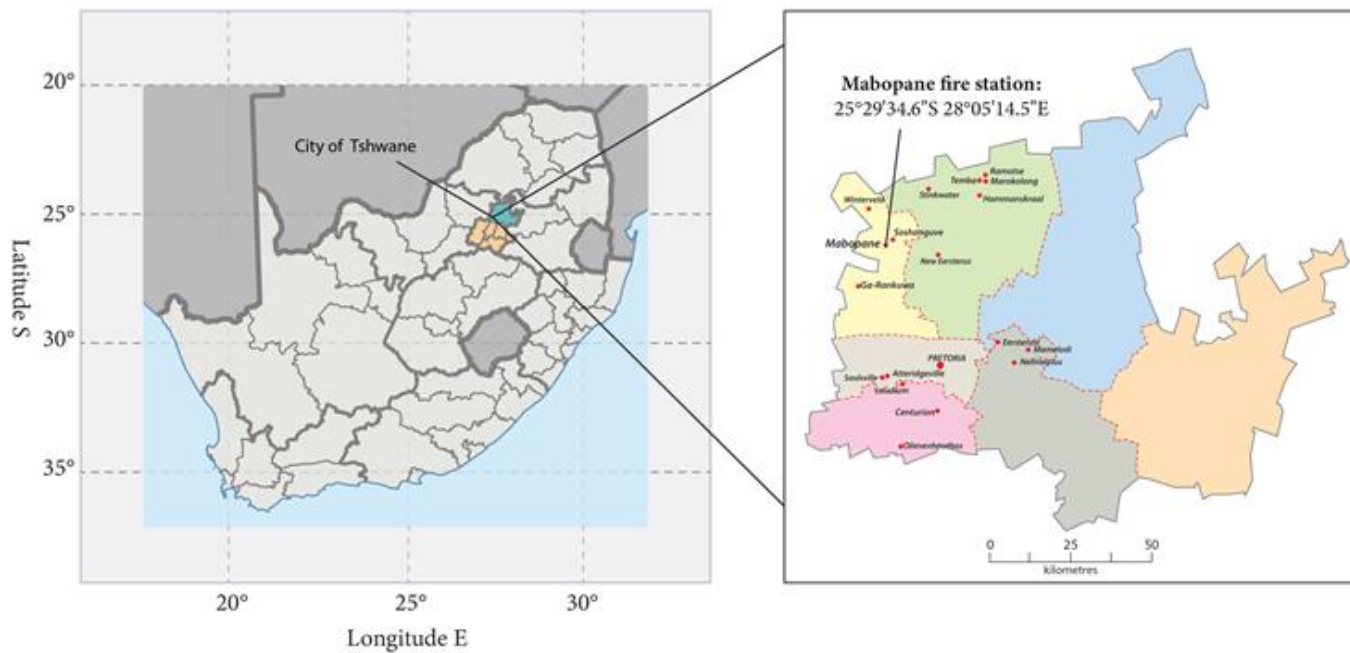 20°
25°
30°
35°
Latitude S
20°
25°
30°
Longitude E
City of Tshwane
Mabopane fire station:
25°29'34.6"S 28°05'14.5"E
Ramotse
Temba
Marokolong
Stinkwater
Hammanskraal
Winterveld
Soshanguve
Mabopane
New Eersterus
Ga-Rankuwa
Eersterust
Mamelodi
PRETORIA
Nellmapius
Atteridgeville
Saulville
Laudium
Centurion
Olievenhoutbos
0 25 50
kilometres